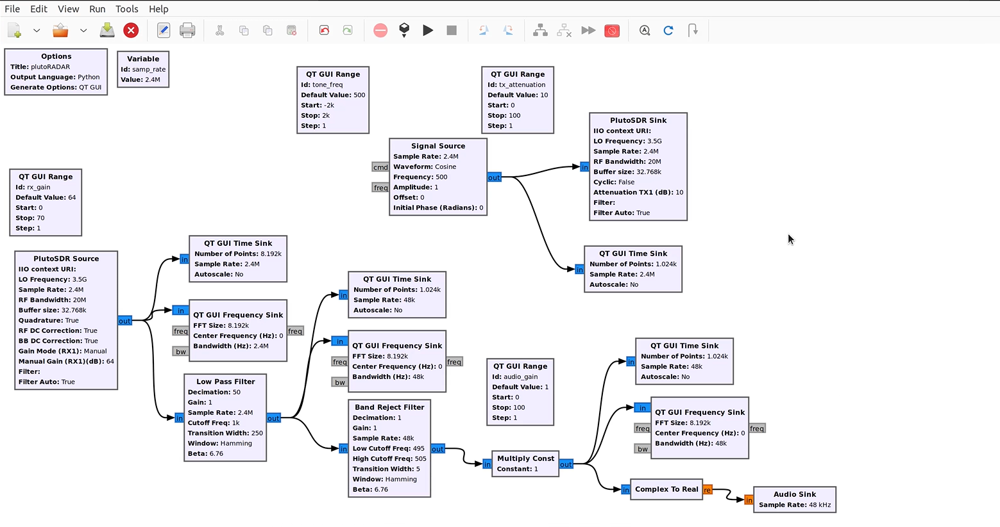 File Edit View Run Tools Help
Options
Title: plutoRADAR
Output Language: Python
Generate Options: QT GUI
Variable
Id: samp_rate
Value: 2.4M
QT GUI Range
Id: tone_freq
Default Value: 500
Start: -2k
Stop: 2k
Step: 1
QT GUI Range
Id: tx_attenuation
Default Value: 10
Start: 0
Stop: 100
Step: 1
Signal Source
Sample Rate: 2.4M
Waveform: Cosine
Frequency: 500
Amplitude: 1
Offset: 0
Initial Phase (Radians): 0
cmd
freq
out
PlutoSDR Sink
IIO context URI:
LO Frequency: 3.5G
Sample Rate: 2.4M
RF Bandwidth: 20M
Buffer size: 32.768k
Cyclic: False
Attenuation TX1 (dB): 10
Filter:
Filter Auto: True
in
QT GUI Time Sink
Number of Points: 1.024k
Sample Rate: 2.4M
Autoscale: No
in
QT GUI Range
Id: rx_gain
Default Value: 64
Start: 0
Stop: 70
Step: 1
PlutoSDR Source
IIO context URI:
LO Frequency: 3.5G
Sample Rate: 2.4M
RF Bandwidth: 20M
Buffer size: 32.768k
Quadrature: True
RF DC Correction: True
BB DC Correction: True
Gain Mode (RX1): Manual
Manual Gain (RX1)(dB): 64
Filter:
Filter Auto: True
out
in
QT GUI Time Sink
Number of Points: 8.192k
Sample Rate: 2.4M
Autoscale: No
in
freq
bw
QT GUI Frequency Sink
FFT Size: 8.192k
Center Frequency (Hz): 0
Bandwidth (Hz): 2.4M
freq
in
Low Pass Filter
Decimation: 50
Gain: 1
Sample Rate: 2.4M
Cutoff Freq: 1k
Transition Width: 250
Window: Hamming
Beta: 6.76
out
in
QT GUI Time Sink
Number of Points: 1.024k
Sample Rate: 48k
Autoscale: No
in
freq
bw
QT GUI Frequency Sink
FFT Size: 8.192k
Center Frequency (Hz): 0
Bandwidth (Hz): 48k
freq
in
Band Reject Filter
Decimation: 1
Gain: 1
Sample Rate: 48k
Low Cutoff Freq: 495
High Cutoff Freq: 505
Transition Width: 5
Window: Hamming
Beta: 6.76
out
QT GUI Range
Id: audio_gain
Default Value: 1
Start: 0
Stop: 100
Step: 1
in
Multiply Const
Constant: 1
out
in
QT GUI Time Sink
Number of Points: 1.024k
Sample Rate: 48k
Autoscale: No
in
freq
bw
QT GUI Frequency Sink
FFT Size: 8.192k
Center Frequency (Hz): 0
Bandwidth (Hz): 48k
freq
in
Complex To Real
re
in
Audio Sink
Sample Rate: 48 kHz